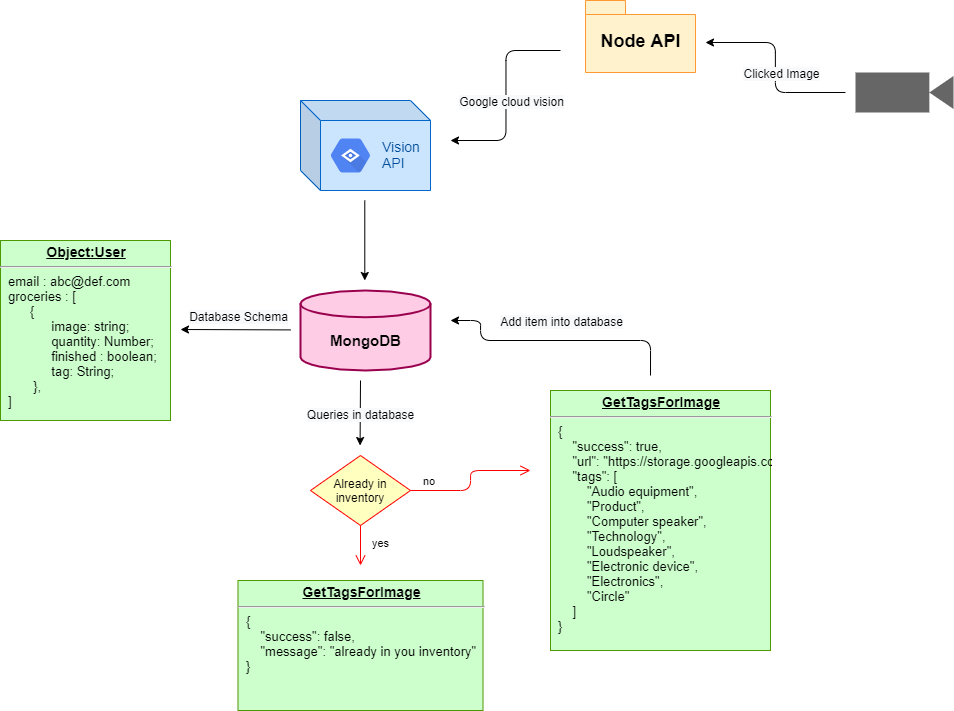 Node API
Clicked Image
Google cloud vision
Vision
API
Object:User
email : abc@def.com
groceries : [
{
image: string;
quantity: Number;
finished : boolean;
tag: String;
},
]
Database Schema
MongoDB
Add item into database
Queries in database
Already in
inventory
no
yes
GetTagsForImage
{
"success": true,
"url": "https://storage.googleapis.co
"tags": [
"Audio equipment",
"Product",
"Computer speaker",
"Technology",
"Loudspeaker",
"Electronic device",
"Electronics",
"Circle"
]
}
GetTagsForImage
{
"success": false,
"message": "already in you inventory"
}